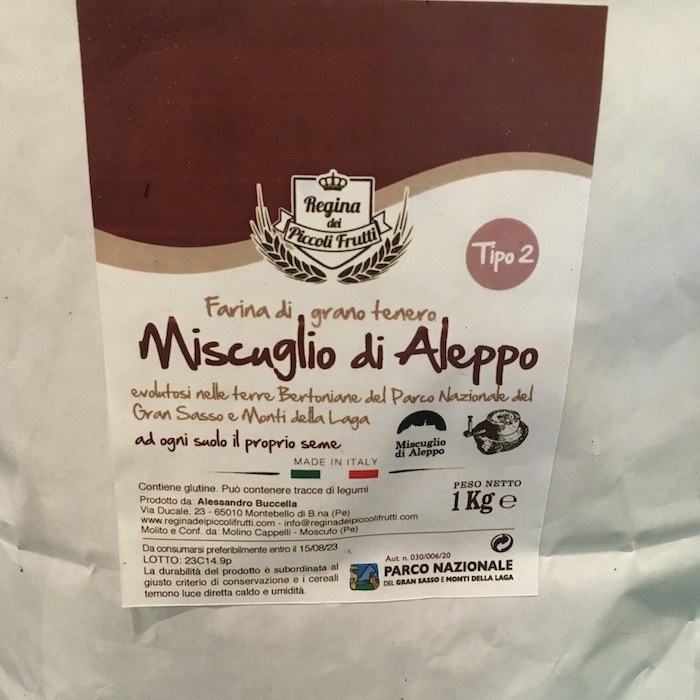 Regina
dei
Piccoli Frutti
Tipo 2
Farina di grano tenero
Miscuglio di Aleppo
evolutosi nelle terre Bertoniane del Parco Nazionale del
Gran Sasso e Monti della Laga
ad ogni suolo il proprio seme
Miscuglio
di Aleppo
MADE IN ITALY
Contiene glutine. Può contenere tracce di legumi
Prodotto da: Alessandro Buccella
Via Ducale, 23 - 65010 Montebello di B.na (Pe)
www.reginadeipiccolifrutti.com - info@reginadeipiccolifrutti.com
Molito e Conf. da: Molino Cappelli - Moscufo (Pe)
PESO NETTO
1 Kg e
Da consumarsi preferibilmente entro il 15/08/23
LOTTO: 23C14.9p
La durabilità del prodotto è subordinata al
giusto criterio di conservazione e i cereali
temono luce diretta caldo e umidità.
Aut. n. 030/006/20
PARCO NAZIONALE
DEL GRAN SASSO E MONTI DELLA LAGA